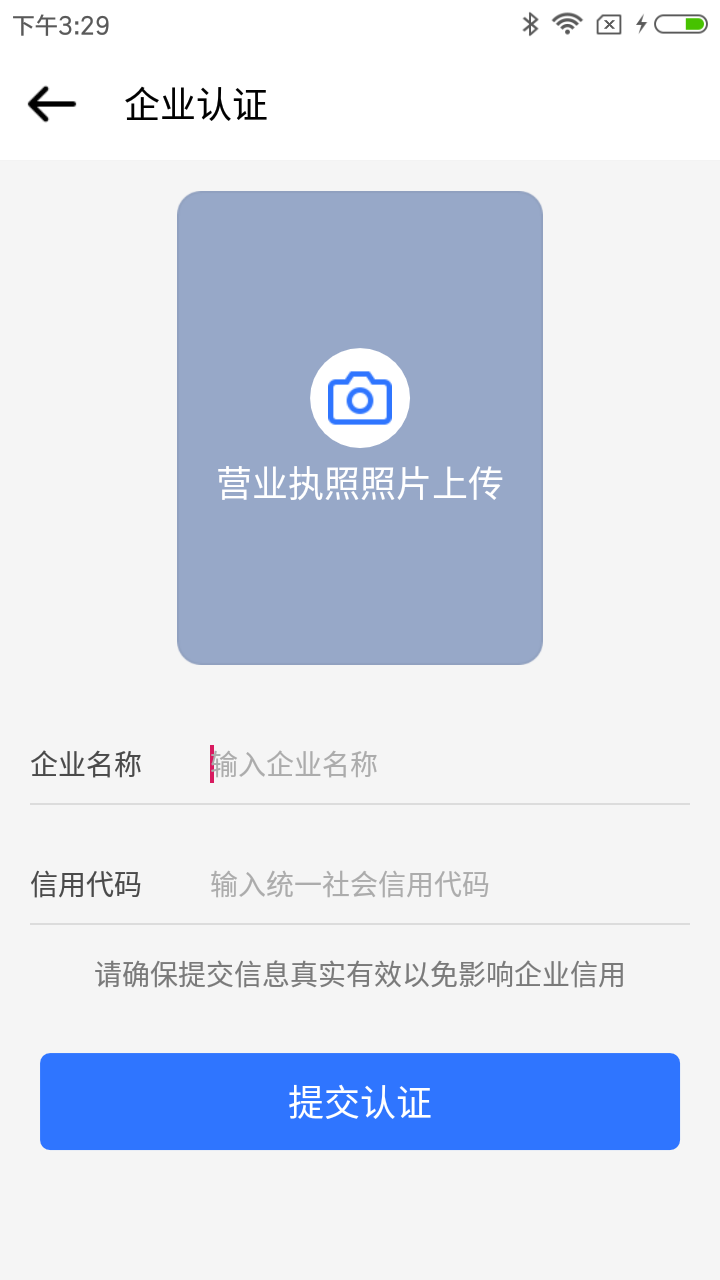 下午3:29
企业认证
营业执照照片上传
企业名称 输入企业名称
信用代码 输入统一社会信用代码
请确保提交信息真实有效以免影响企业信用
提交认证